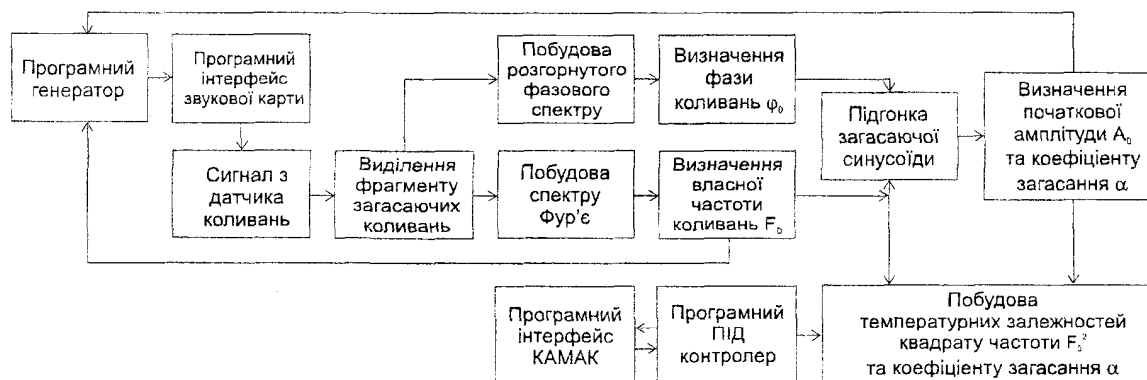 Програмний
генератор
Програмний
інтерфейс
звукової карти
Побудова
розгорнутого
фазового
спектру
Визначення
фази
коливань φ₀
Підгонка
загасаючої
синусоїди
Визначення
початкової
амплітуди A₀
та коефіцієнту
загасання α
Сигнал з
датчика
коливань
Виділення
фрагменту
загасаючих
коливань
Побудова
спектру
Фур'є
Визначення
власної
частоти
коливань F₀
Програмний
інтерфейс
КАМАК
Програмний
ПІД
контролер
Побудова
температурних залежностей
квадрату частоти F₀²
та коефіцієнту загасання α